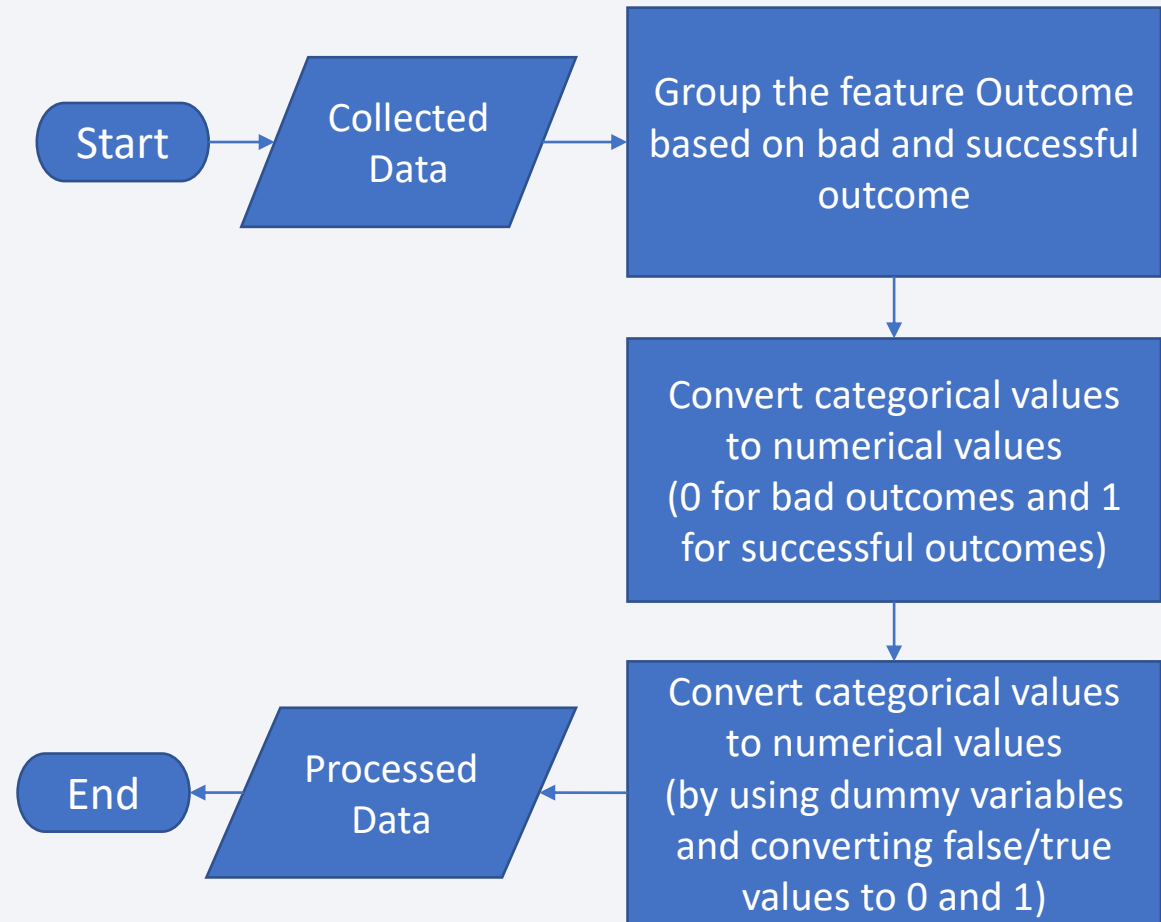 Start
Collected
Data
Group the feature Outcome
based on bad and successful
outcome
Convert categorical values
to numerical values
(0 for bad outcomes and 1
for successful outcomes)
Convert categorical values
to numerical values
(by using dummy variables
and converting false/true
values to 0 and 1)
Processed
Data
End